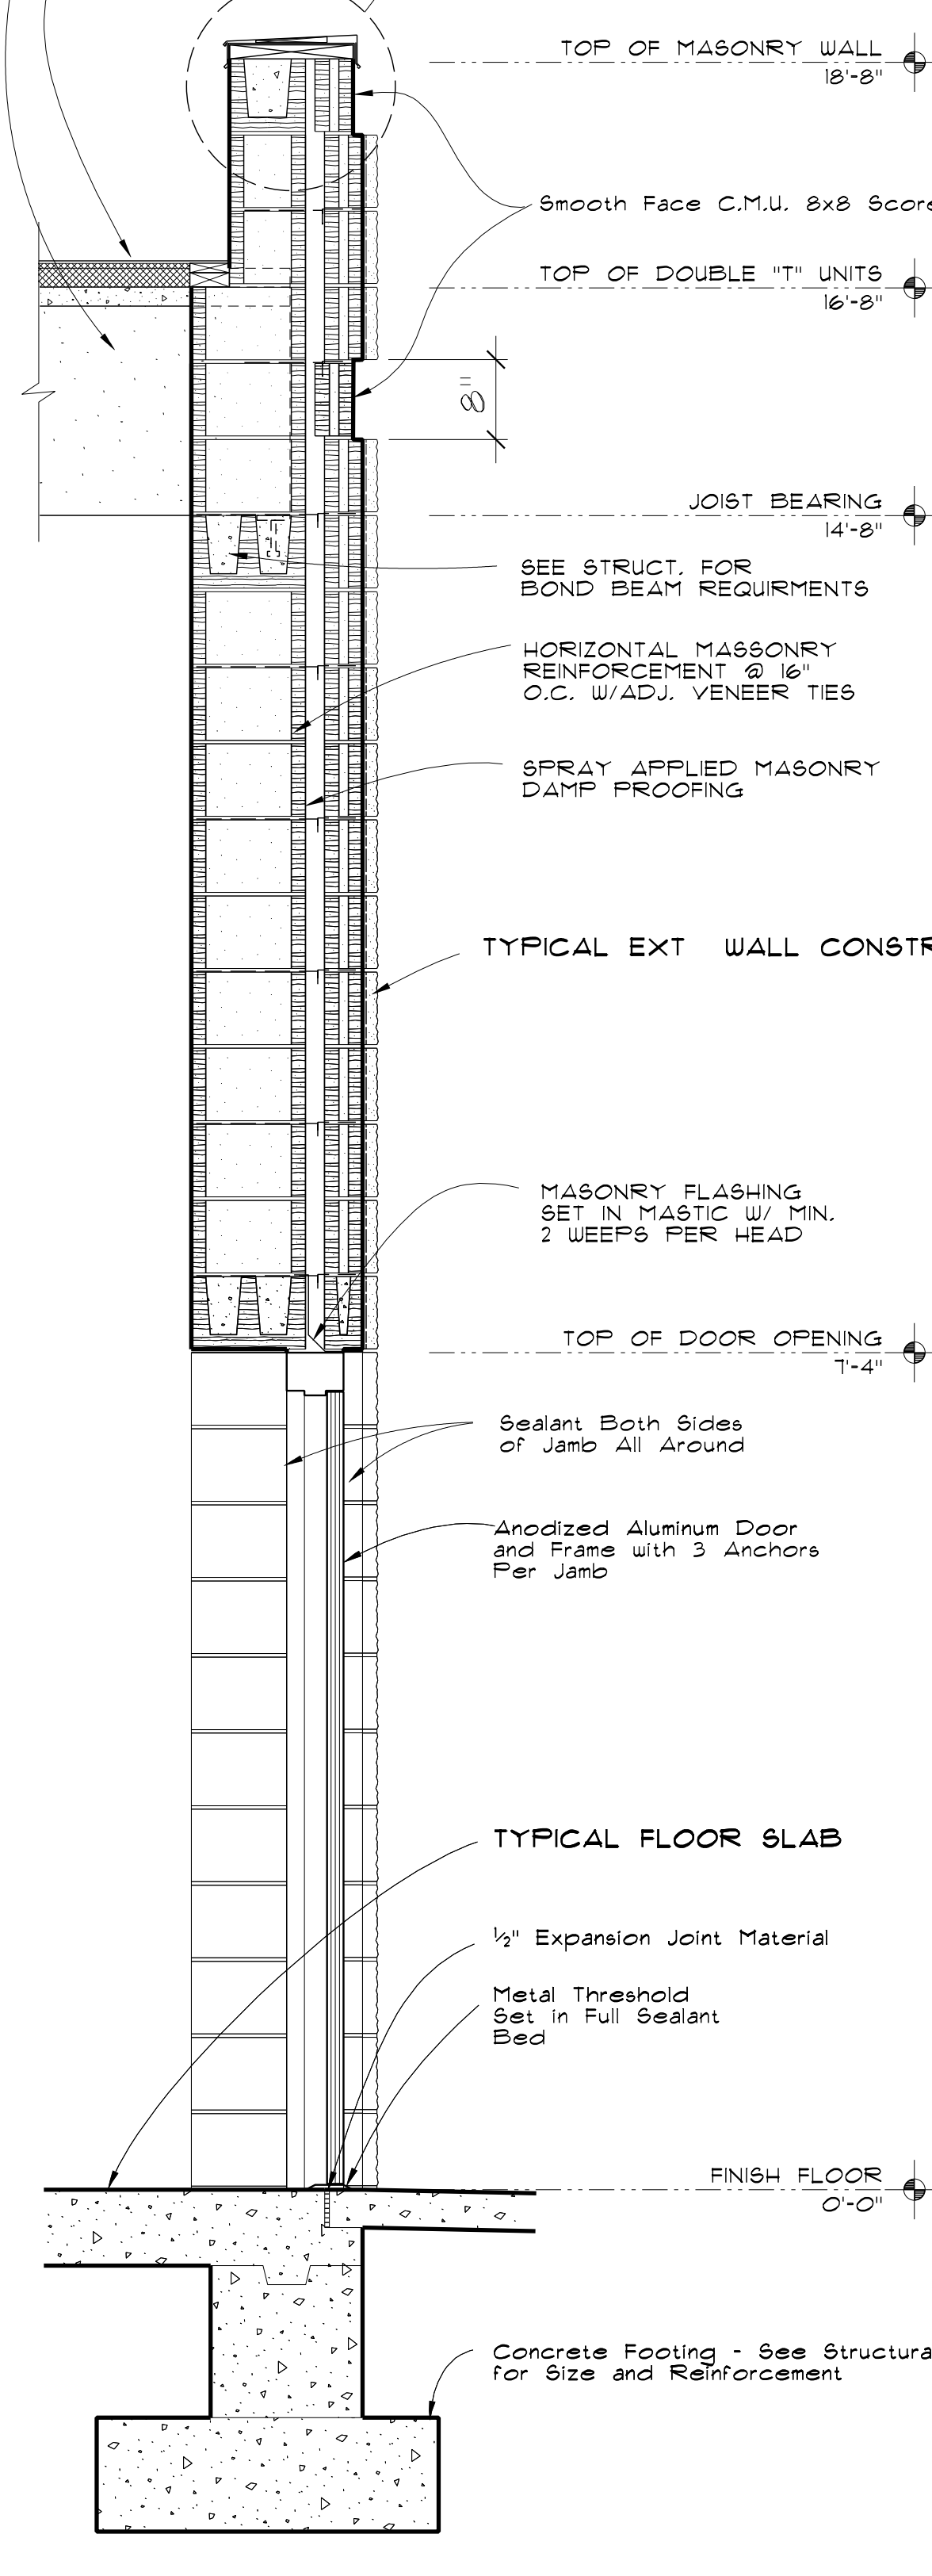 TOP OF MASONRY WALL
18'-8"
Smooth Face C.M.U. 8x8 Score
TOP OF DOUBLE "T" UNITS
16'-8"
8"
JOIST BEARING
14'-8"
SEE STRUCT. FOR
BOND BEAM REQUIRMENTS
HORIZONTAL MASSONRY
REINFORCEMENT @ 16"
O.C. W/ADJ. VENEER TIES
SPRAY APPLIED MASONRY
DAMP PROOFING
TYPICAL EXT WALL CONSTR
MASONRY FLASHING
SET IN MASTIC W/ MIN.
2 WEEPS PER HEAD
TOP OF DOOR OPENING
7'-4"
Sealant Both Sides
of Jamb All Around
Anodized Aluminum Door
and Frame with 3 Anchors
Per Jamb
TYPICAL FLOOR SLAB
½" Expansion Joint Material
Metal Threshold
Set in Full Sealant
Bed
FINISH FLOOR
0'-0"
Concrete Footing - See Structura
for Size and Reinforcement